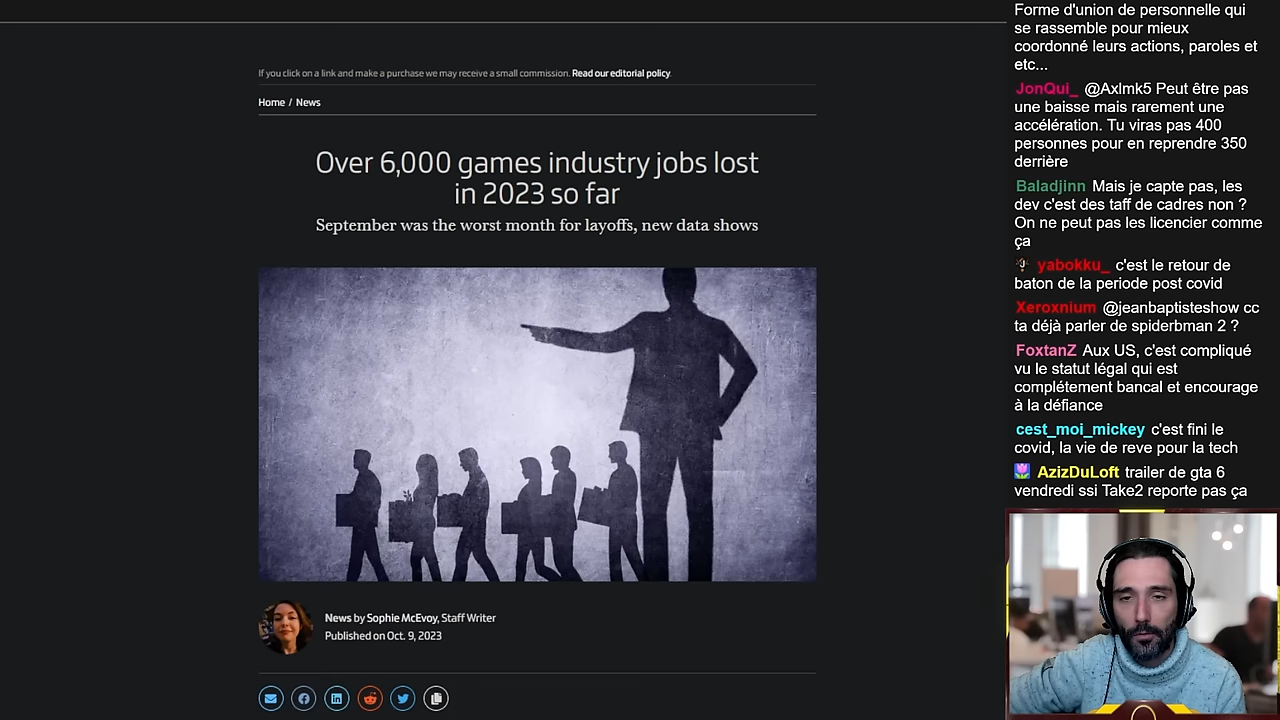 If you click on a link and make a purchase we may receive a small commission. Read our editorial policy.
Home / News
Over 6,000 games industry jobs lost
in 2023 so far
September was the worst month for layoffs, new data shows
News by Sophie McEvoy, Staff Writer
Published on Oct. 9, 2023
Forme d'union de personnelle qui
se rassemble pour mieux
coordonné leurs actions, paroles et
etc...
JonQui_ @Axlmk5 Peut être pas
une baisse mais rarement une
accélération. Tu viras pas 400
personnes pour en reprendre 350
derrière
Baladjinn Mais je capte pas, les
dev c'est des taff de cadres non ?
On ne peut pas les licencier comme
ça
yabokku_ c'est le retour de
baton de la periode post covid
Xeroxnium @jeanbaptisteshow cc
ta déjà parler de spiderbman 2 ?
FoxtanZ Aux US, c'est compliqué
vu le statut légal qui est
complétement bancal et encourage
à la défiance
cest_moi_mickey c'est fini le
covid, la vie de reve pour la tech
AzizDuLoft trailer de gta 6
vendredi ssi Take2 reporte pas ça